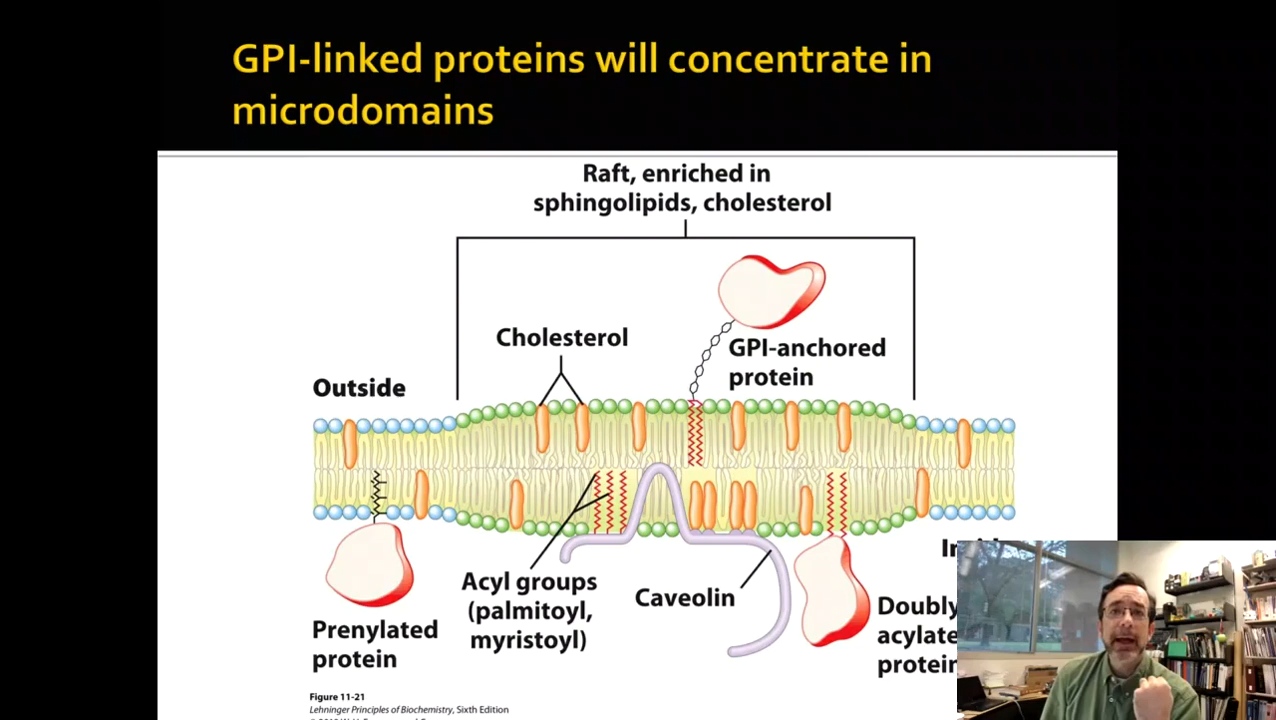 GPI-linked proteins will concentrate in
microdomains
Raft, enriched in
sphingolipids, cholesterol
Cholesterol
GPI-anchored
protein
Outside
Acyl groups
(palmitoyl,
myristoyl)
Caveolin
Prenylated
protein
Doubly
acylate
protein
Figure 11-21
Lehninger Principles of Biochemistry, Sixth Edition